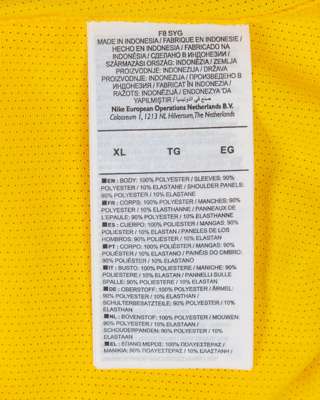 F8 SYG
MADE IN INDONESIA / FABRIQUE EN INDONESIE /
HECHO EN INDONESIA / FABRICADO NA
INDONÉSIA / СДЕЛАНО В ИНДОНЕЗИИ /
SZÁRMAZÁSI ORSZÁG: INDONÉZIA / ZEMLJA
PROIZVODNJE: INDONEZIJA / DRŽAVA
PROIZVODNJE: INDONEZIJA / ПРОИЗВЕДЕНО В
ИНДОНЕЗИЯ / FABRICAT ÎN INDONEZIA /
RAŽOTS: INDONĒZIJĀ / ENDONEZYA'DA
YAPILMIŞTIR / صنع في اندونيسيا
Nike European Operations Netherlands B.V.
Colosseum 1, 1213 NL Hilversum, The Netherlands
XL TG EG
EN: BODY: 100% POLYESTER / SLEEVES: 90%
POLYESTER / 10% ELASTANE / SHOULDER PANELS:
90% POLYESTER / 10% ELASTANE
FR: CORPS: 100% POLYESTER / MANCHES: 90%
POLYESTER / 10% ELASTHANNE / PANNEAUX DE
L'EPAULE: 90% POLYESTER / 10% ELASTHANNE
ES: CUERPO: 100% POLIÉSTER / MANGAS: 90%
POLIÉSTER / 10% ELASTANO / PANELES DE LOS
HOMBROS: 90% POLIÉSTER / 10% ELASTANO
PT: CORPO: 100% POLIÉSTER / MANGAS: 90%
POLIÉSTER / 10% ELASTANO / PAINÉIS DO OMBRO:
90% POLIÉSTER / 10% ELASTANO
IT: BUSTO: 100% POLIESTERE / MANICHE: 90%
POLIESTERE / 10% ELASTAN / PANNELLI SULLE
SPALLE: 90% POLIESTERE / 10% ELASTAN
DE: OBERSTOFF: 100% POLYESTER / ÄRMEL: 90%
POLYESTER / 10% ELASTHAN /
SCHULTERBESATZTEILE: 90% POLYESTER / 10%
ELASTHAN
NL: BOVENSTOF: 100% POLYESTER / MOUWEN: 90%
POLYESTER / 10% ELASTAAN /
SCHOUDERPANDEN: 90% POLYESTER / 10%
ELASTAAN
EL: ΕΠΑΝΩ ΜΕΡΟΣ: 100% ΠΟΛΥΕΣΤΕΡΑΣ /
ΜΑΝΙΚΙΑ: 90% ΠΟΛΥΕΣΤΕΡΑΣ / 10% ΕΛΑΣΤΑΝΗ /